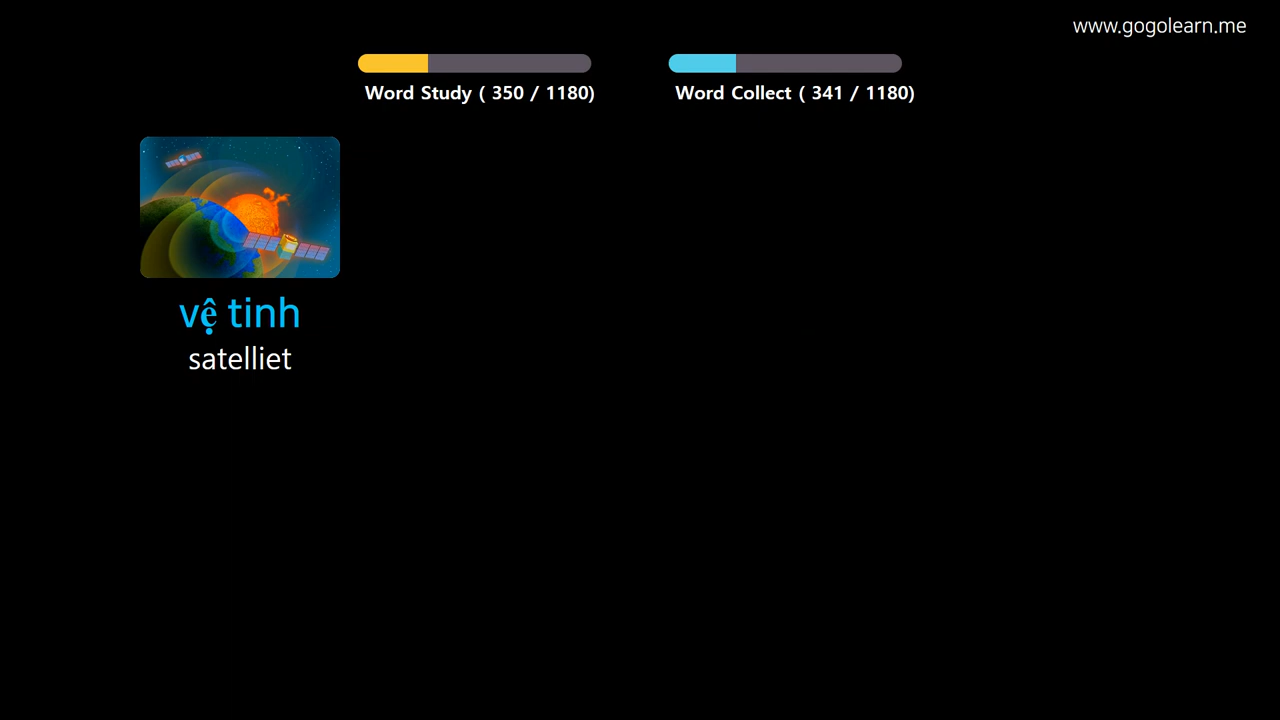 www.gogolearn.me
Word Study ( 350 / 1180)
Word Collect ( 341 / 1180)
vệ tinh
satelliet